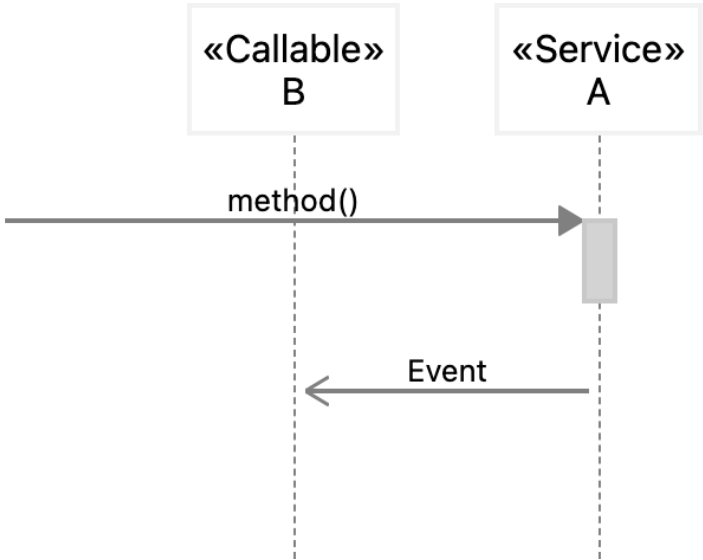 «Callable»
B
«Service»
A
method()
Event